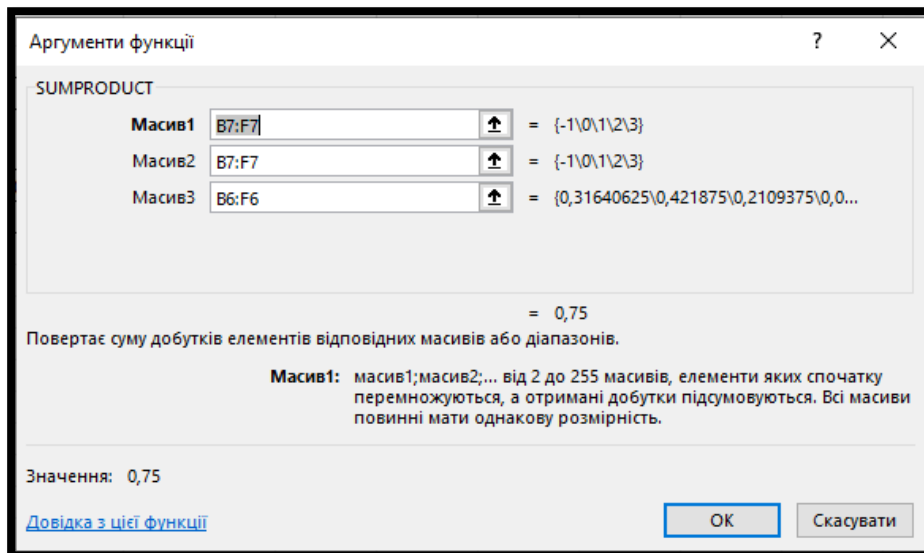 Аргументи функції ?
SUMPRODUCT
Масив1 B7:F7 = {-1\0\1\2\3}
Масив2 B7:F7 = {-1\0\1\2\3}
Масив3 B6:F6 = {0,31640625\0,421875\0,2109375\0,0...
= 0,75
Повертає суму добутків елементів відповідних масивів або діапазонів.
Масив1: масив1;масив2;... від 2 до 255 масивів, елементи яких спочатку
перемножуються, а отримані добутки підсумовуються. Всі масиви
повинні мати однакову розмірність.
Значення: 0,75
Довідка з цієї функції OK Скасувати